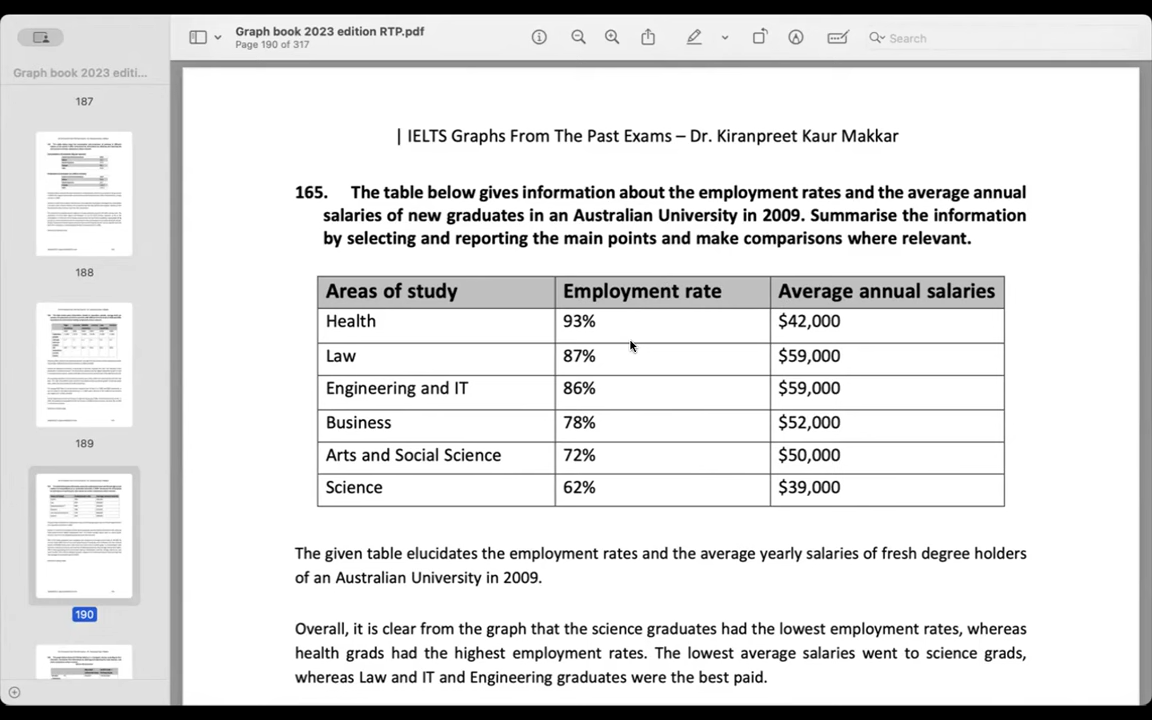 Graph book 2023 edition RTP.pdf
Page 190 of 317
Search
Graph book 2023 editi...
187
188
189
190
| IELTS Graphs From The Past Exams – Dr. Kiranpreet Kaur Makkar
165. The table below gives information about the employment rates and the average annual
salaries of new graduates in an Australian University in 2009. Summarise the information
by selecting and reporting the main points and make comparisons where relevant.
Areas of study Employment rate Average annual salaries
Health 93% $42,000
Law 87% $59,000
Engineering and IT 86% $59,000
Business 78% $52,000
Arts and Social Science 72% $50,000
Science 62% $39,000
The given table elucidates the employment rates and the average yearly salaries of fresh degree holders
of an Australian University in 2009.
Overall, it is clear from the graph that the science graduates had the lowest employment rates, whereas
health grads had the highest employment rates. The lowest average salaries went to science grads,
whereas Law and IT and Engineering graduates were the best paid.